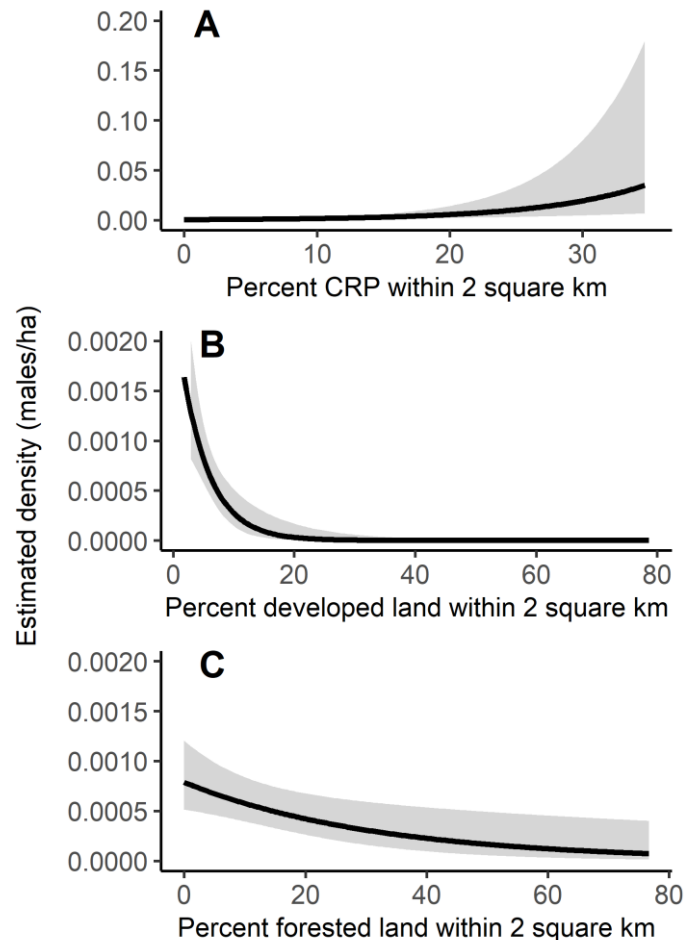 A
0.20
0.15
0.10
0.05
0.00
0 10 20 30
Percent CRP within 2 square km
Estimated density (males/ha)
B
0.0020
0.0015
0.0010
0.0005
0.0000
0 20 40 60 80
Percent developed land within 2 square km
C
0.0020
0.0015
0.0010
0.0005
0.0000
0 20 40 60 80
Percent forested land within 2 square km